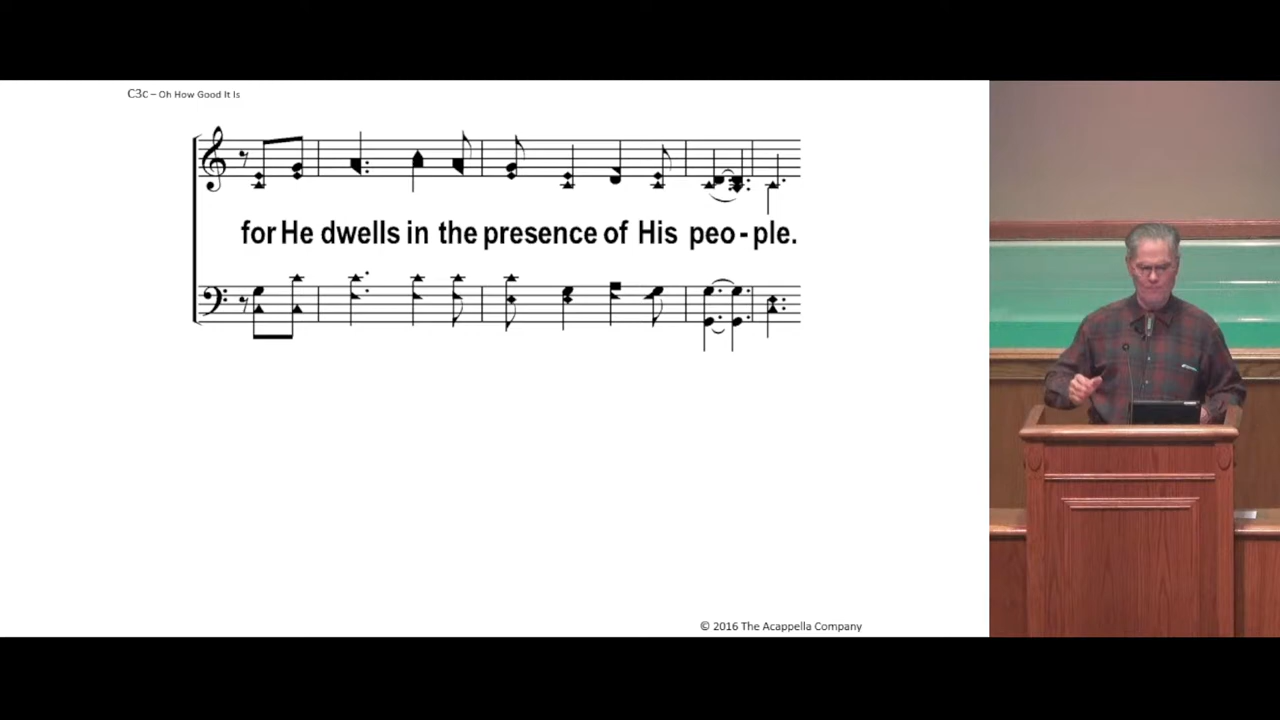 C3c – Oh How Good It Is
for He dwells in the presence of His peo - ple.
© 2016 The Acappella Company